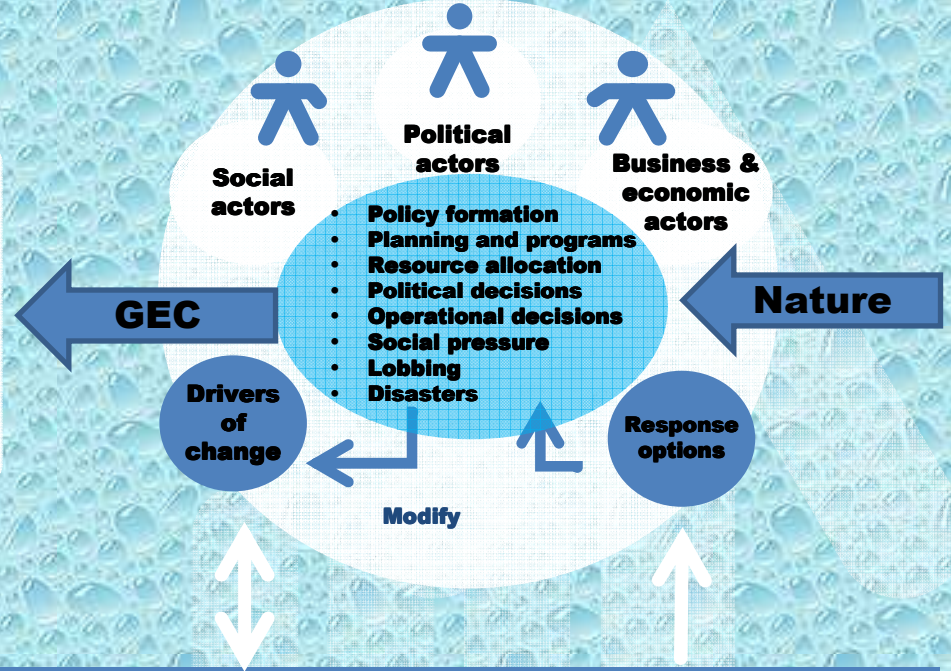 Political
actors
Social
actors
Business &
economic
actors
• Policy formation
• Planning and programs
• Resource allocation
• Political decisions
• Operational decisions
• Social pressure
• Lobbing
• Disasters
GEC
Nature
Drivers
of
change
Response
options
Modify